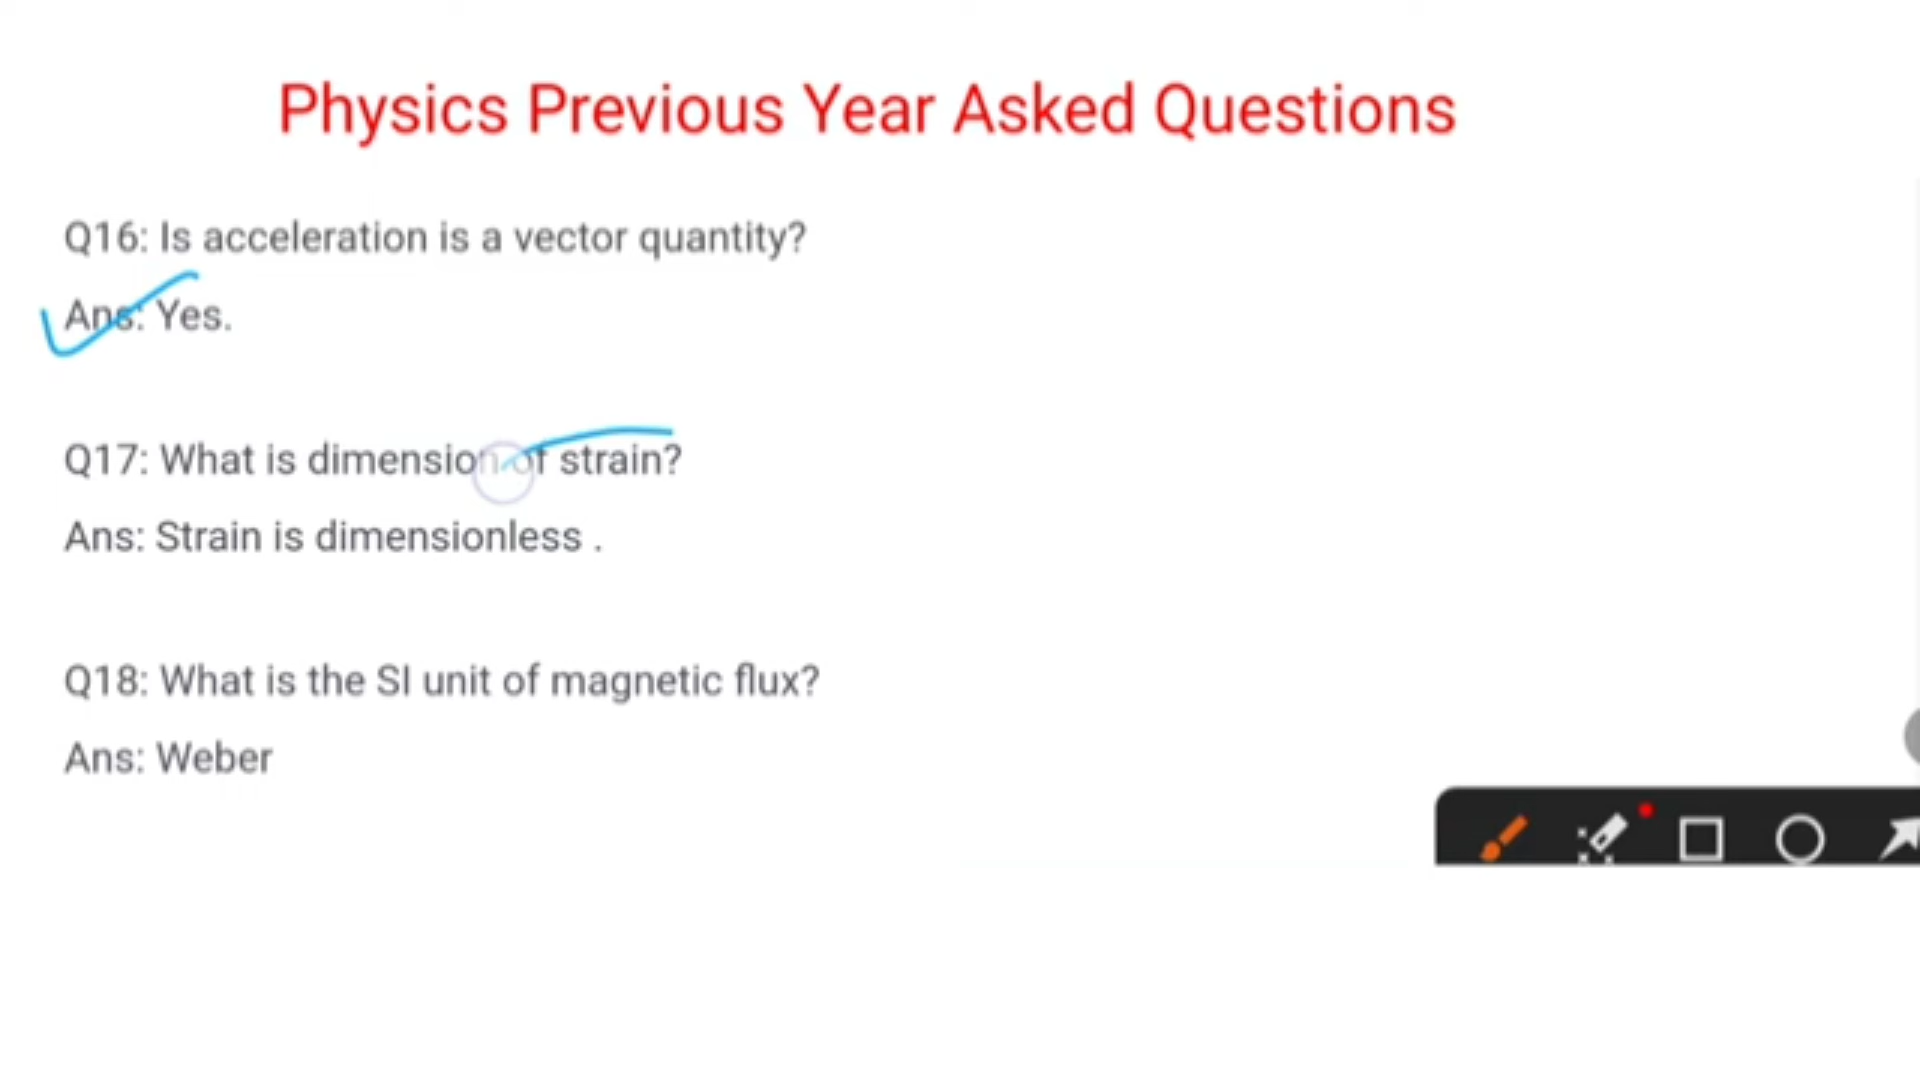 Physics Previous Year Asked Questions
Q16: Is acceleration is a vector quantity?
Ans: Yes.
Q17: What is dimension of strain?
Ans: Strain is dimensionless .
Q18: What is the SI unit of magnetic flux?
Ans: Weber